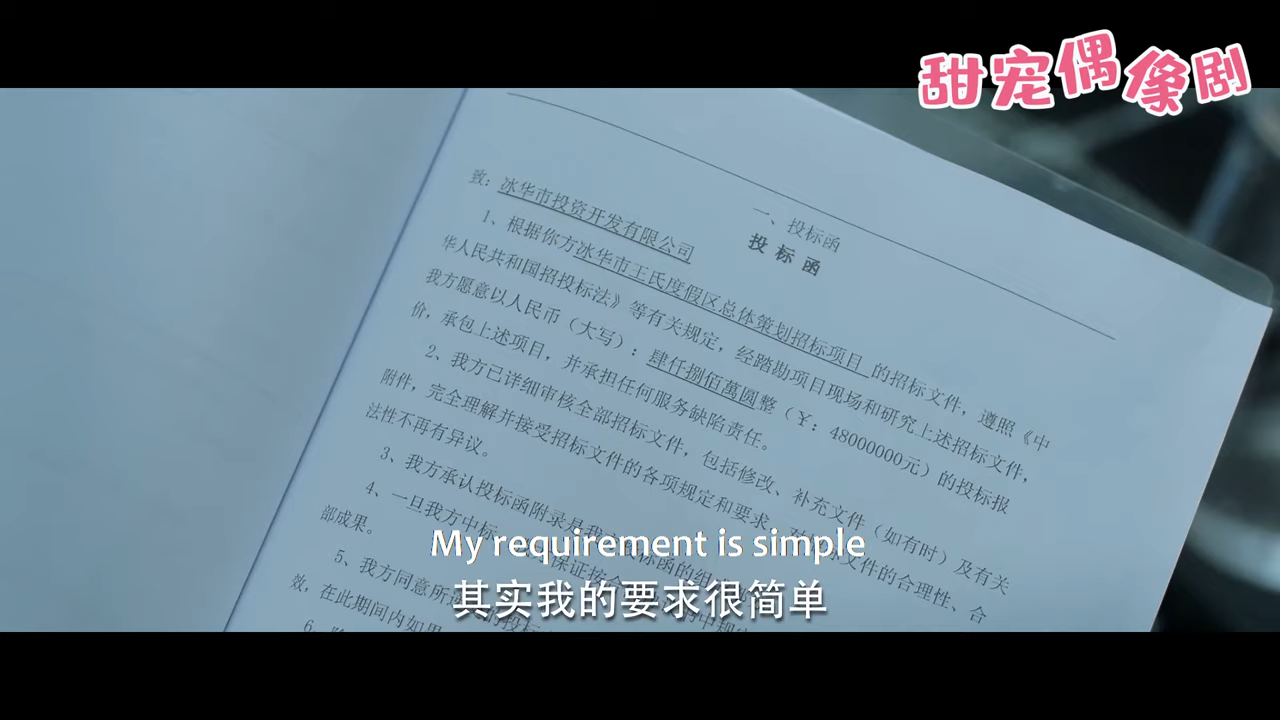 甜宠偶像剧
一、投标函
投标函
致：冰华市投资开发有限公司
1、根据你方冰华市王氏度假区总体策划招标项目 的招标文件，遵照《中
华人民共和国招投标法》等有关规定，经踏勘项目现场和研究上述招标文件，
我方愿意以人民币（大写）：肆仟捌佰萬圆整（￥：48000000元）的投标报
价，承包上述项目，并承担任何服务缺陷责任。
2、我方已详细审核全部招标文件，包括修改、补充文件（如有时）及有关
附件，完全理解并接受招标文件的各项规定和要求，对招标文件的合理性、合
法性不再有异议。
3、我方承认投标函附录是我方投标函的组
4、一旦我方中标，保证按合
部成果。
5、我方同意所
效，在此期间内如果
6、
My requirement is simple
其实我的要求很简单